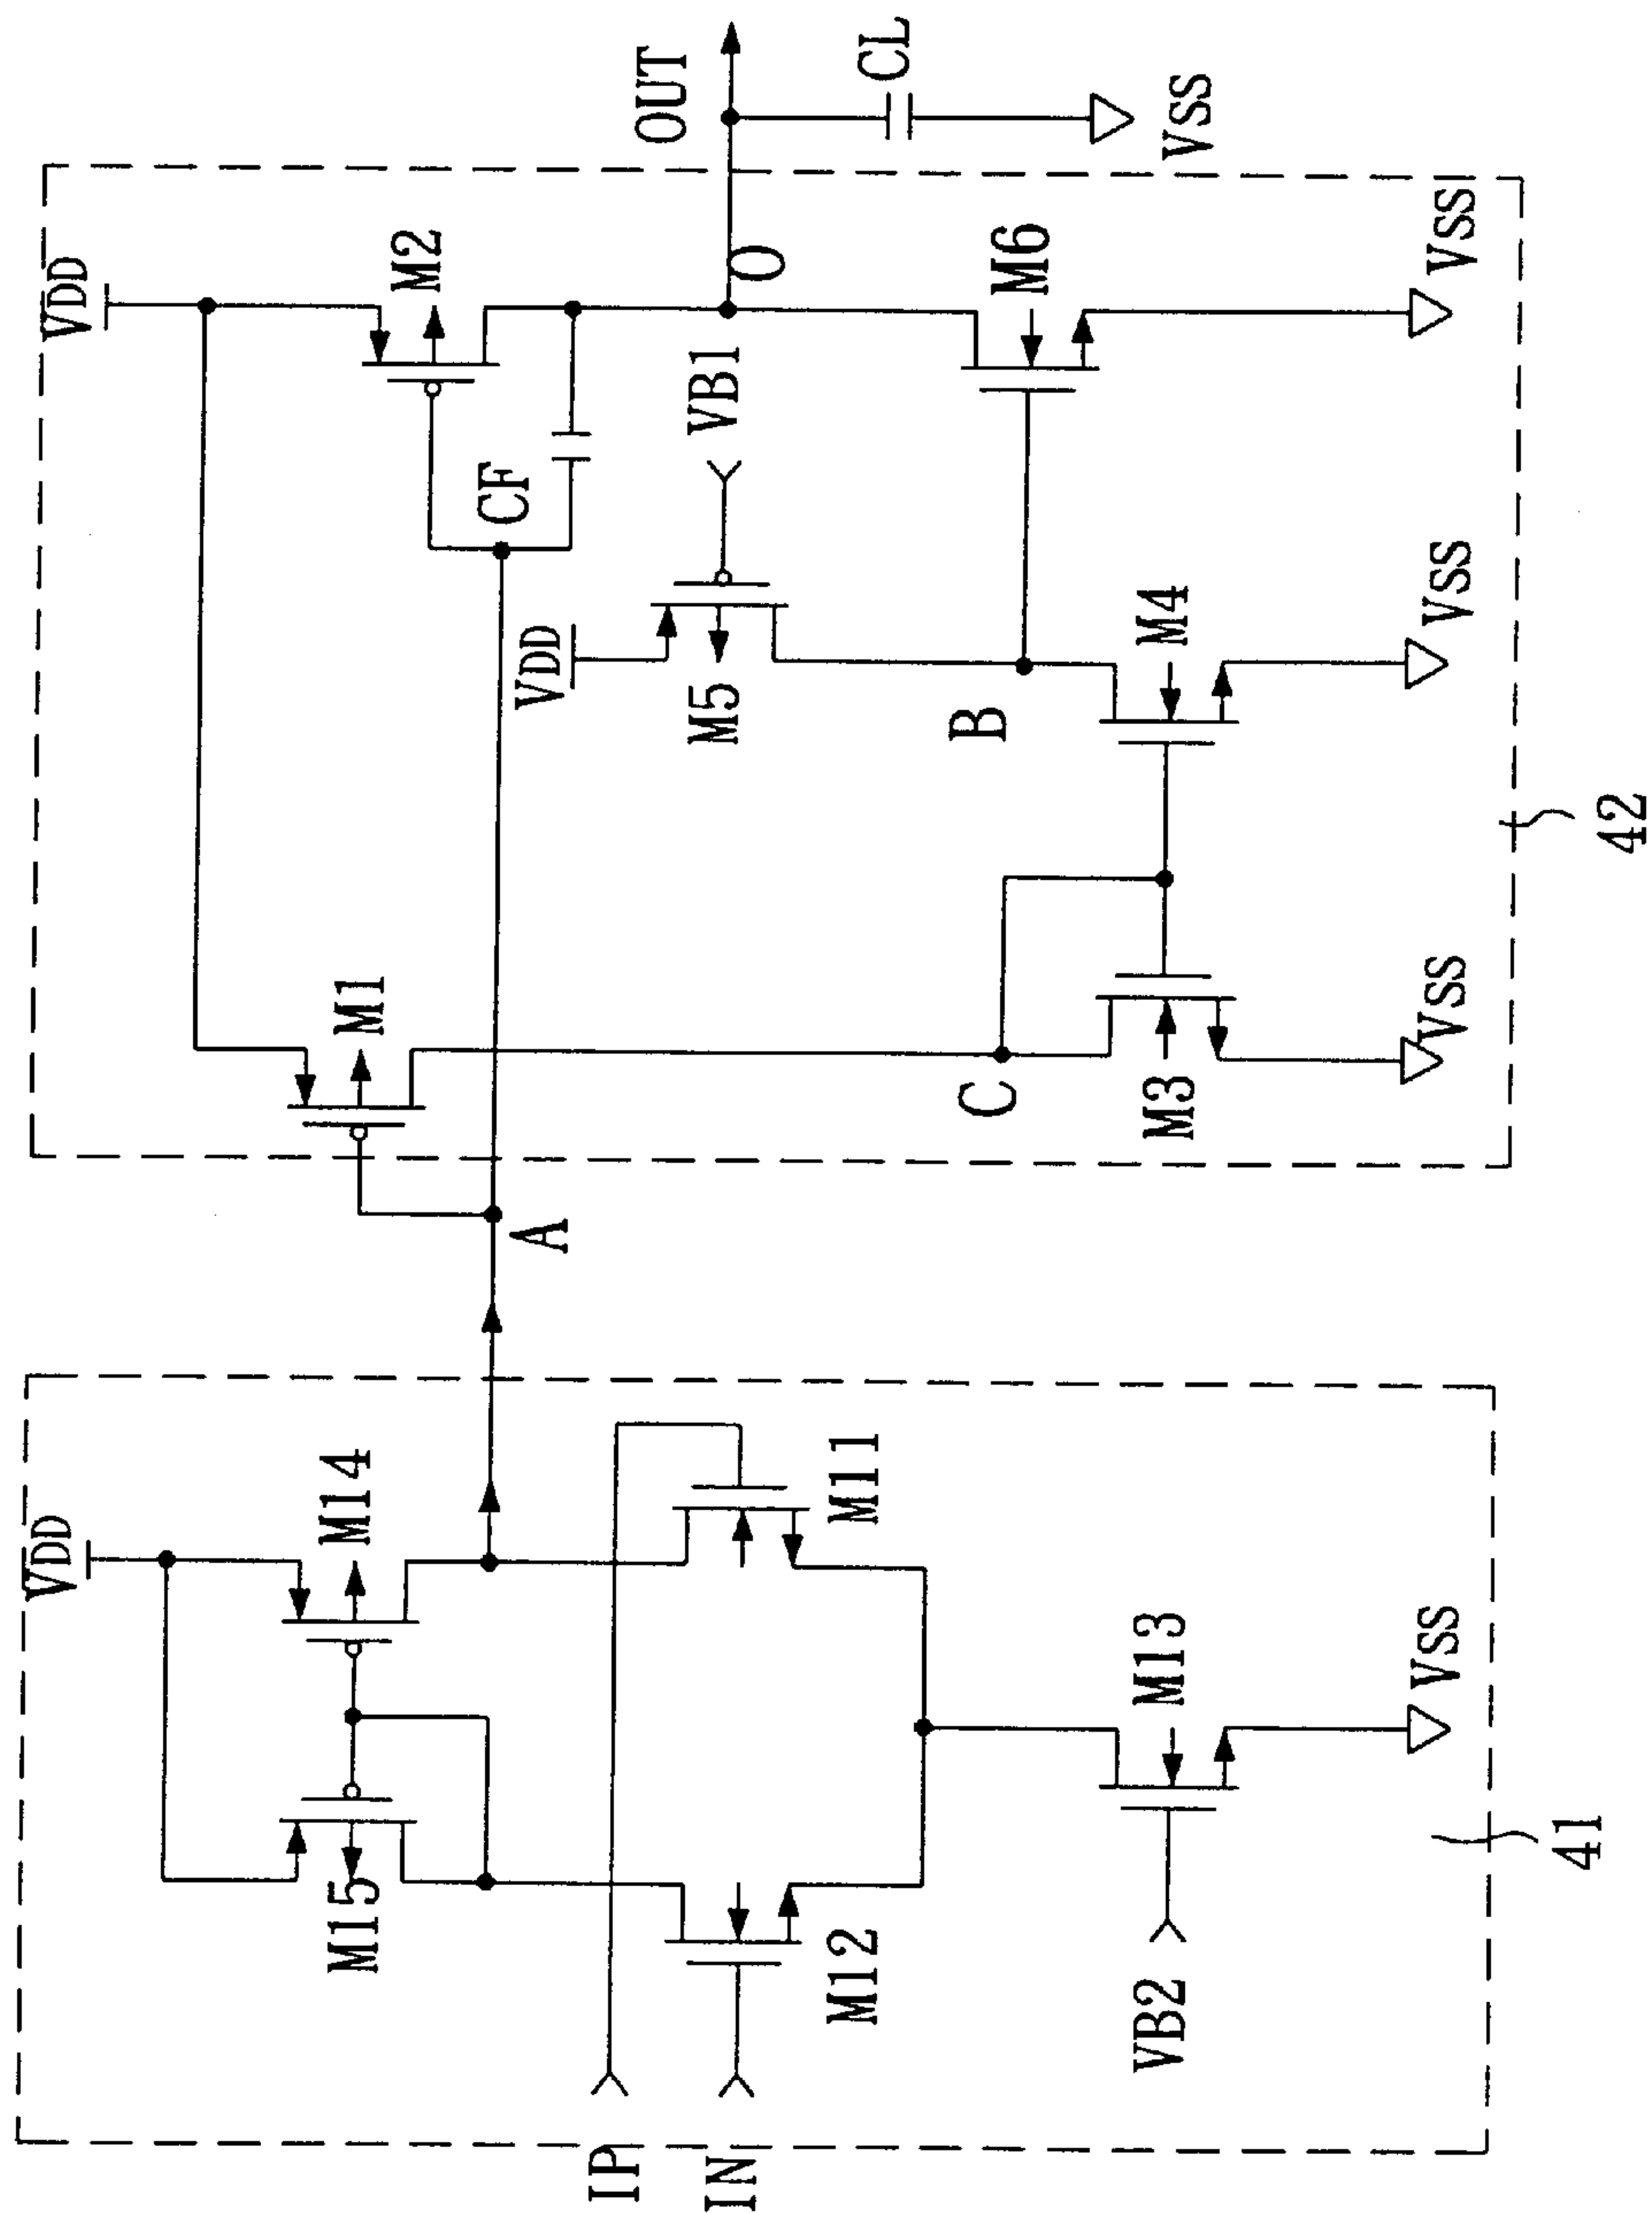 VDD
M2
OUT
CL
VSS
CF
VB1
O
M6
VSS
VDD
M5
B
M4
VSS
M1
C
M3
VSS
42
A
VDD
M14
M11
M15
M12
M13
VSS
VB2
41
IP
IN